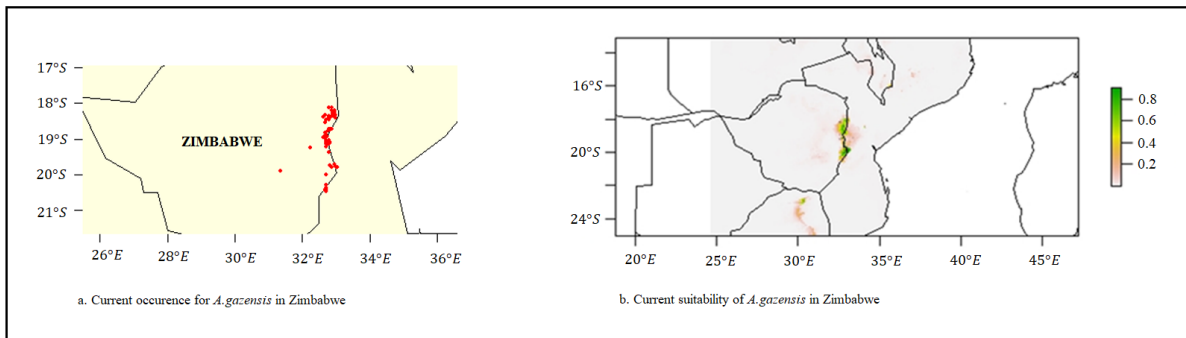 17°S
18°S
19°S
20°S
21°S
ZIMBABWE
26°E 28°E 30°E 32°E 34°E 36°E
a. Current occurence for A.gazensis in Zimbabwe
16°S
20°S
24°S
20°E 25°E 30°E 35°E 40°E 45°E
0.8
0.6
0.4
0.2
b. Current suitability of A.gazensis in Zimbabwe